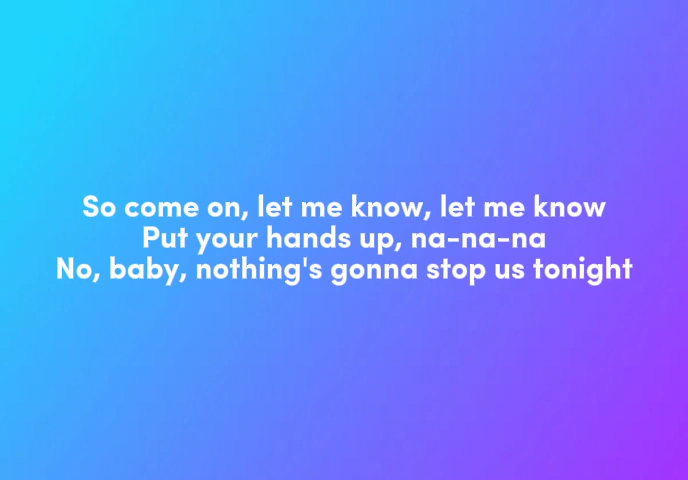 So come on, let me know, let me know
Put your hands up, na-na-na
No, baby, nothing's gonna stop us tonight